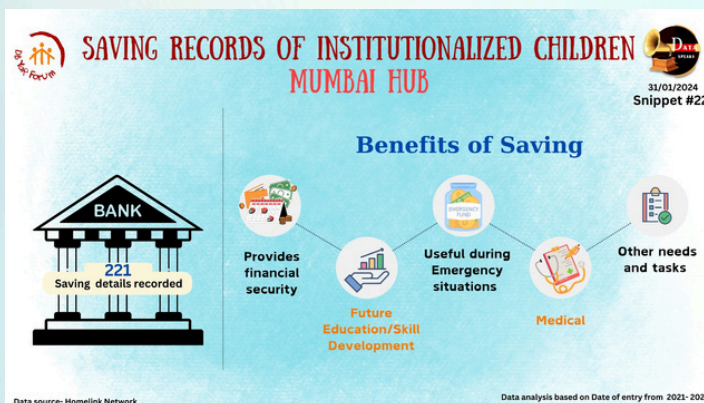 SAVING RECORDS OF INSTITUTIONALIZED CHILDREN
MUMBAI HUB
DATA
SPEAKS
31/01/2024
Snippet #22
Benefits of Saving
BANK
221
Saving details recorded
Provides
financial
security
Future
Education/Skill
Development
EMERGENCY
FUND
Useful during
Emergency
situations
Medical
Other needs
and tasks
Data source- Homelink Network
Data analysis based on Date of entry from 2021- 202